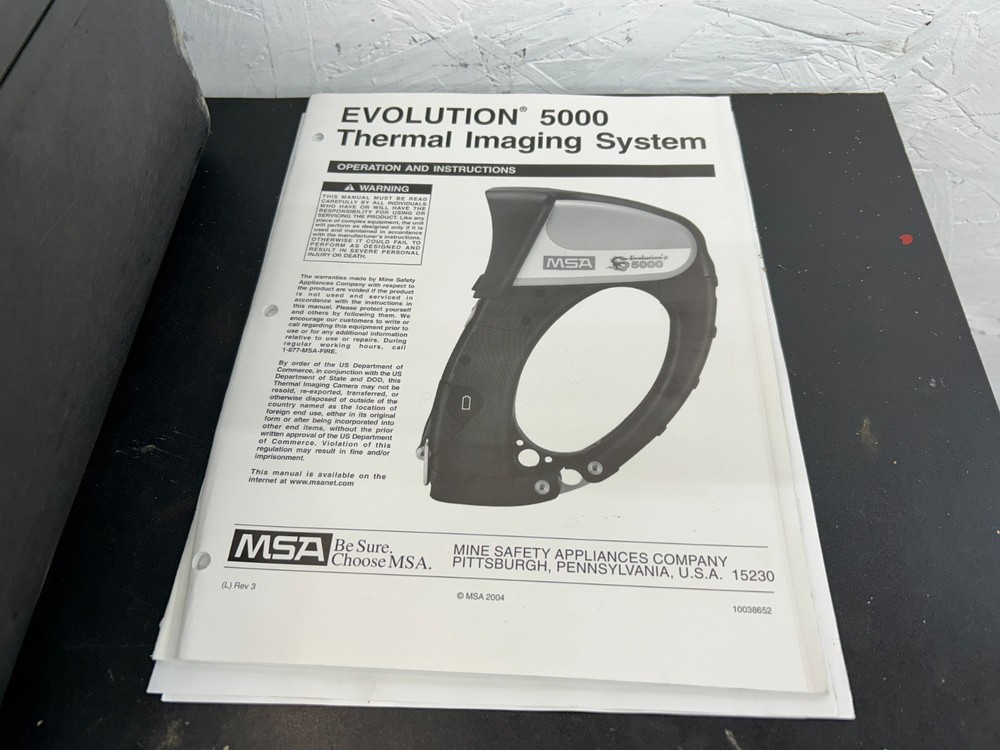 EVOLUTION® 5000
Thermal Imaging System
OPERATION AND INSTRUCTIONS
⚠ WARNING
THIS MANUAL MUST BE READ
CAREFULLY BY ALL INDIVIDUALS
WHO HAVE OR WILL HAVE THE
RESPONSIBILITY FOR USING OR
SERVICING THE PRODUCT. Like any
piece of complex equipment, the unit
will perform as designed only if it is
used and maintained in accordance
with the manufacturer's instructions.
OTHERWISE IT COULD FAIL TO
PERFORM AS DESIGNED AND
RESULT IN SEVERE PERSONAL
INJURY OR DEATH.
The warranties made by Mine Safety
Appliances Company with respect to
the product are voided if the product
is not used and serviced in
accordance with the instructions in
this manual. Please protect yourself
and others by following them. We
encourage our customers to write or
call regarding this equipment prior to
use or for any additional information
relative to use or repairs. During
regular working hours, call
1-877-MSA-FIRE.
By order of the US Department of
Commerce, in conjunction with the US
Department of State and DOD, this
Thermal Imaging Camera may not be
resold, re-exported, transferred, or
otherwise disposed of outside of the
country named as the location of
foreign end use, either in its original
form or after being incorporated into
other end items, without the prior
written approval of the US Department
of Commerce. Violation of this
regulation may result in fine and/or
imprisonment.
This manual is available on the
internet at www.msanet.com
MSA
Evolution®
5000
MSA
Be Sure.
Choose MSA.
MINE SAFETY APPLIANCES COMPANY
PITTSBURGH, PENNSYLVANIA, U.S.A. 15230
(L) Rev 3
© MSA 2004
10038652